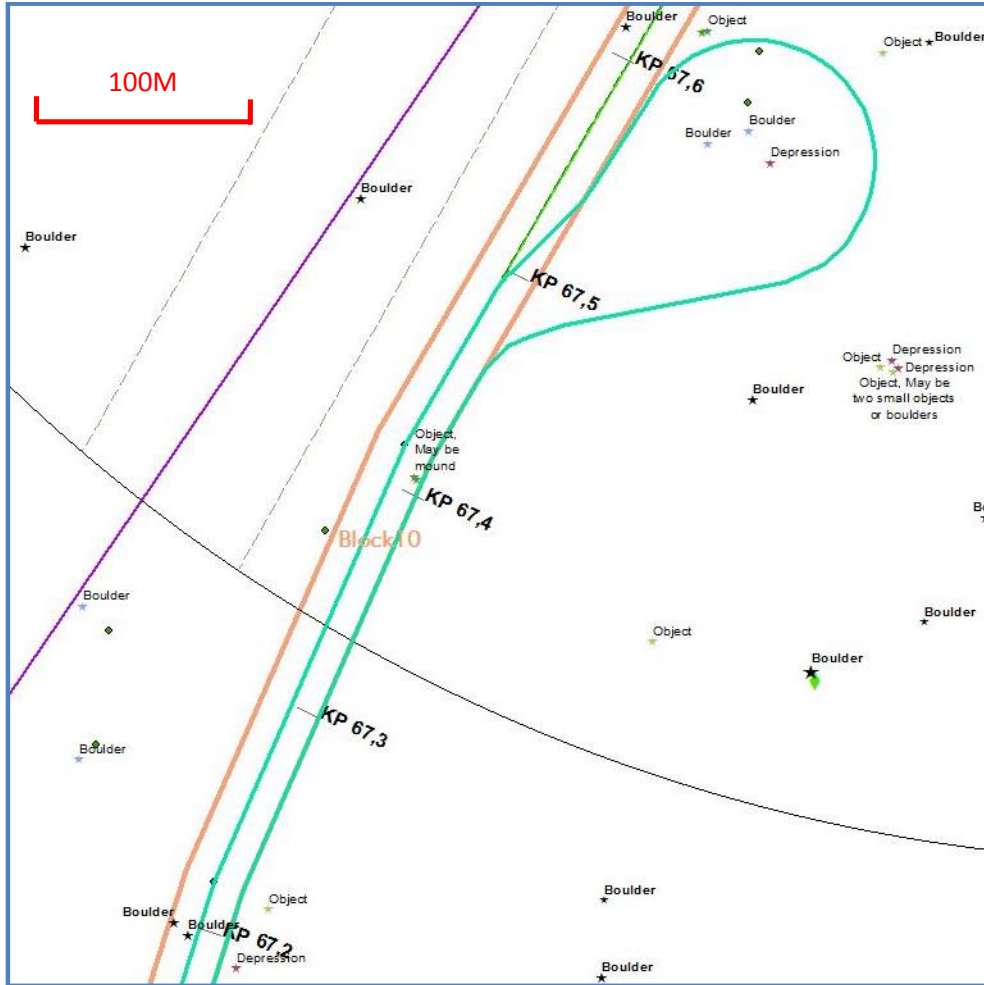 Boulder
Object
Object
Boulder
KP 67,6
100M
Boulder
Boulder
Depression
Boulder
Boulder
KP 67,5
Depression
Object
Depression
Object, May be
two small objects
or boulders
Boulder
Object,
May be
mound
KP 67,4
Bo
Block10
Boulder
Boulder
Object
Boulder
KP 67,3
Boulder
Boulder
Object
Boulder
Boulder
KP 67,2
Depression
Boulder